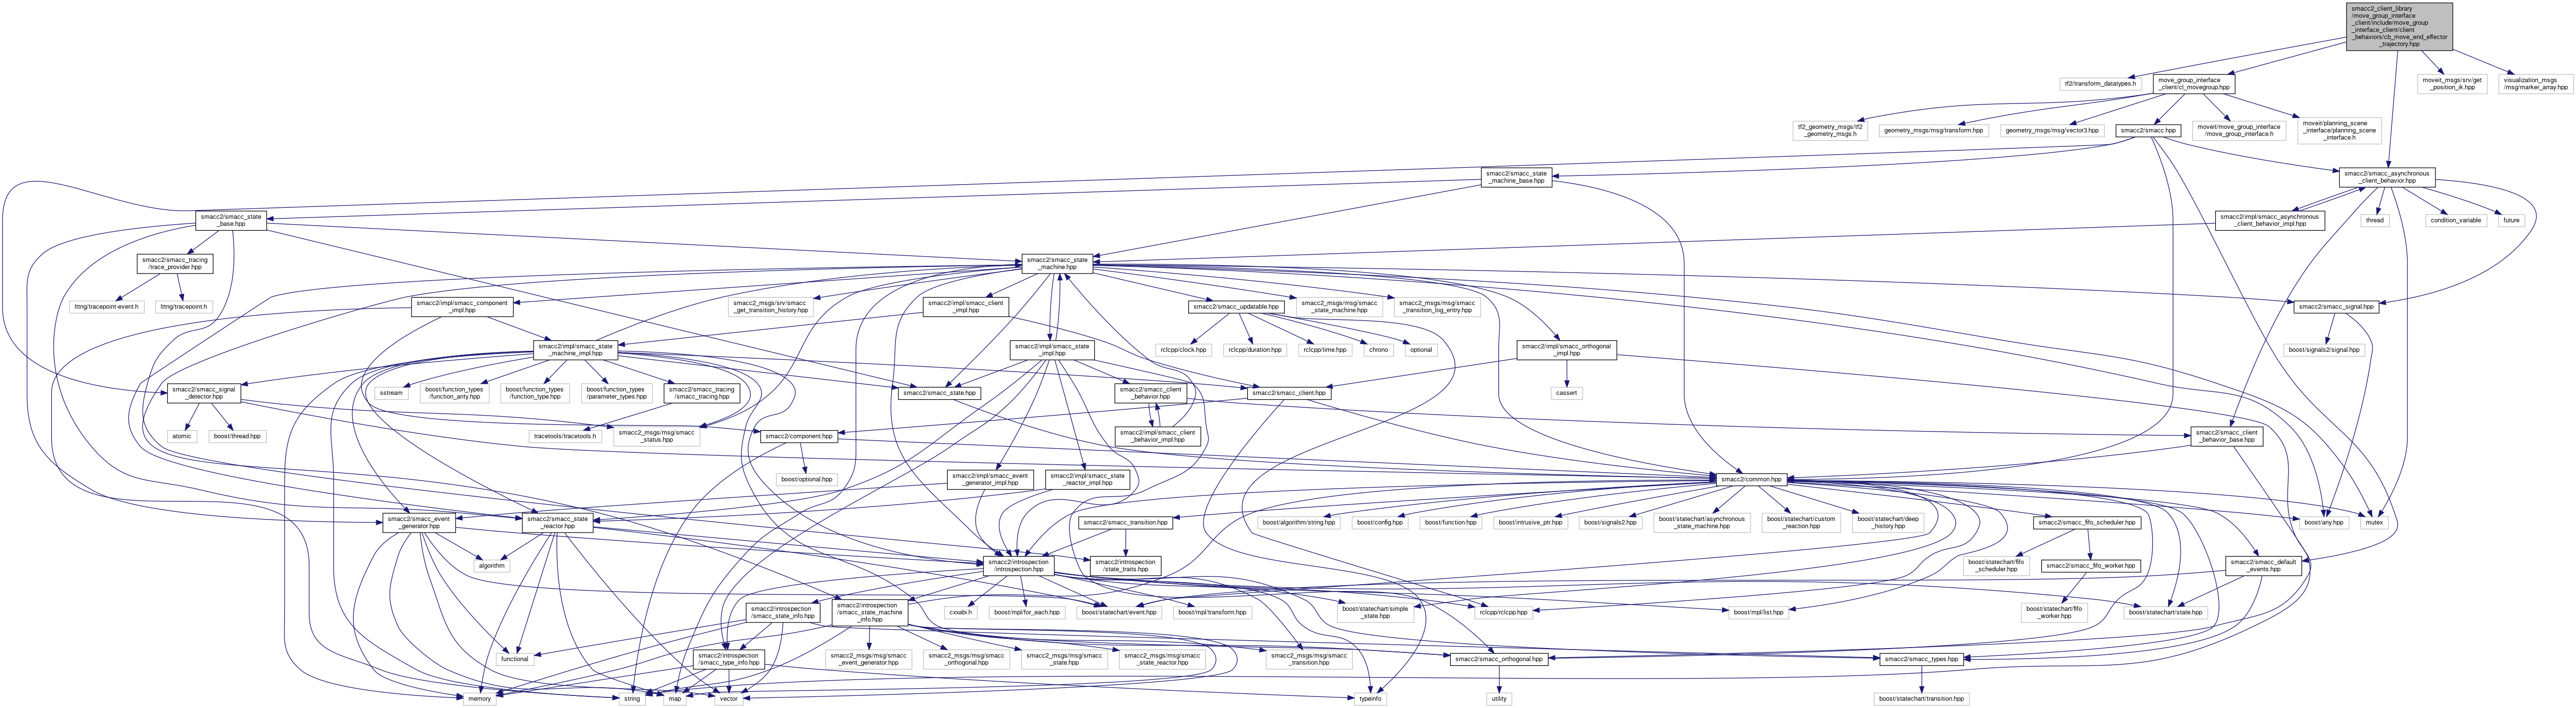 smacc2_client_library
/move_group_interface
_client/include/move_group
_interface_client/client
_behaviors/cb_move_end_effector
_trajectory.hpp
tf2/transform_datatypes.h
move_group_interface
_client/cl_movegroup.hpp
moveit_msgs/srv/get
_position_ik.hpp
visualization_msgs
/msg/marker_array.hpp
tf2_geometry_msgs/tf2
_geometry_msgs.h
geometry_msgs/msg/transform.hpp
geometry_msgs/msg/vector3.hpp
smacc2/smacc.hpp
moveit/move_group_interface
/move_group_interface.h
moveit/planning_scene
_interface/planning_scene
_interface.h
smacc2/smacc_state
_machine_base.hpp
smacc2/smacc_asynchronous
_client_behavior.hpp
smacc2/smacc_state
_base.hpp
smacc2/impl/smacc_asynchronous
_client_behavior_impl.hpp
thread
condition_variable
future
smacc2/smacc_tracing
/trace_provider.hpp
smacc2/smacc_state
_machine.hpp
lttng/tracepoint-event.h
lttng/tracepoint.h
smacc2/impl/smacc_component
_impl.hpp
smacc2_msgs/srv/smacc
_get_transition_history.hpp
smacc2/impl/smacc_client
_impl.hpp
smacc2/smacc_updatable.hpp
smacc2_msgs/msg/smacc
_state_machine.hpp
smacc2_msgs/msg/smacc
_transition_log_entry.hpp
smacc2/smacc_signal.hpp
smacc2/impl/smacc_state
_machine_impl.hpp
smacc2/impl/smacc_state
_impl.hpp
rclcpp/clock.hpp
rclcpp/duration.hpp
rclcpp/time.hpp
chrono
optional
smacc2/impl/smacc_orthogonal
_impl.hpp
boost/signals2/signal.hpp
smacc2/smacc_signal
_detector.hpp
sstream
boost/function_types
/function_arity.hpp
boost/function_types
/function_type.hpp
boost/function_types
/parameter_types.hpp
smacc2/smacc_tracing
/smacc_tracing.hpp
smacc2/smacc_state.hpp
smacc2/smacc_client
_behavior.hpp
smacc2/smacc_client.hpp
cassert
atomic
boost/thread.hpp
tracetools/tracetools.h
smacc2_msgs/msg/smacc
_status.hpp
smacc2/component.hpp
smacc2/impl/smacc_client
_behavior_impl.hpp
smacc2/smacc_client
_behavior_base.hpp
boost/optional.hpp
smacc2/impl/smacc_event
_generator_impl.hpp
smacc2/impl/smacc_state
_reactor_impl.hpp
smacc2/common.hpp
smacc2/smacc_event
_generator.hpp
smacc2/smacc_state
_reactor.hpp
smacc2/smacc_transition.hpp
boost/algorithm/string.hpp
boost/config.hpp
boost/function.hpp
boost/intrusive_ptr.hpp
boost/signals2.hpp
boost/statechart/asynchronous
_state_machine.hpp
boost/statechart/custom
_reaction.hpp
boost/statechart/deep
_history.hpp
smacc2/smacc_fifo_scheduler.hpp
boost/any.hpp
mutex
algorithm
smacc2/introspection
/introspection.hpp
smacc2/introspection
/state_traits.hpp
boost/statechart/fifo
_scheduler.hpp
smacc2/smacc_fifo_worker.hpp
smacc2/smacc_default
_events.hpp
smacc2/introspection
/smacc_state_info.hpp
smacc2/introspection
/smacc_state_machine
_info.hpp
cxxabi.h
boost/mpl/for_each.hpp
boost/statechart/event.hpp
boost/mpl/transform.hpp
boost/statechart/simple
_state.hpp
rclcpp/rclcpp.hpp
boost/mpl/list.hpp
boost/statechart/fifo
_worker.hpp
boost/statechart/state.hpp
functional
smacc2/introspection
/smacc_type_info.hpp
smacc2_msgs/msg/smacc
_event_generator.hpp
smacc2_msgs/msg/smacc
_orthogonal.hpp
smacc2_msgs/msg/smacc
_state.hpp
smacc2_msgs/msg/smacc
_state_reactor.hpp
smacc2_msgs/msg/smacc
_transition.hpp
smacc2/smacc_orthogonal.hpp
smacc2/smacc_types.hpp
memory
string
map
vector
typeinfo
utility
boost/statechart/transition.hpp